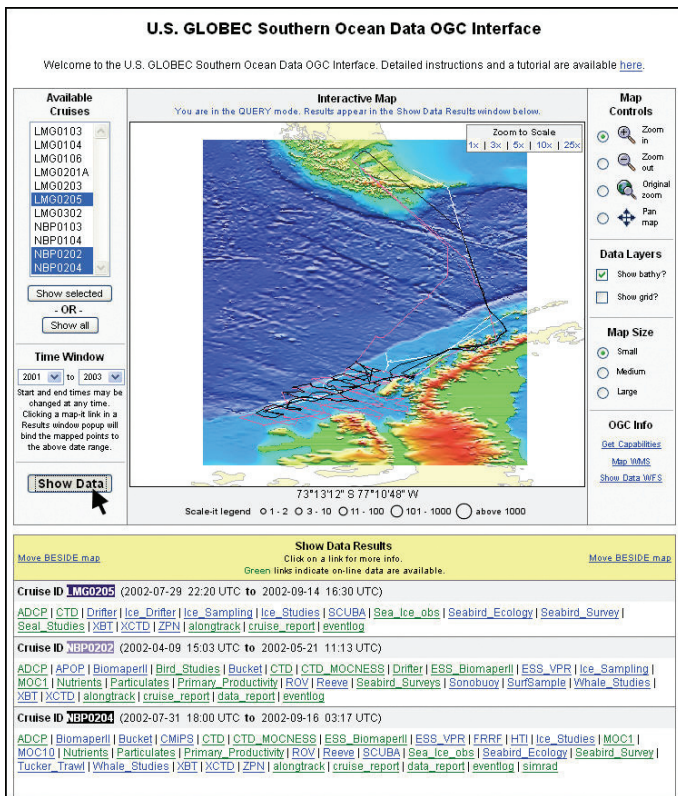 U.S. GLOBEC Southern Ocean Data OGC Interface
Welcome to the U.S. GLOBEC Southern Ocean Data OGC Interface. Detailed instructions and a tutorial are available here.
Available
Cruises
LMG0103
LMG0104
LMG0106
LMG0201A
LMG0203
LMG0205
LMG0302
NBP0103
NBP0104
NBP0202
NBP0204
Show selected
- OR -
Show all
Time Window
2001 to 2003
Start and end times may be
changed at any time.
Clicking a map-it link in a
Results window popup will
bind the mapped points to
the above date range.
Show Data
Interactive Map
You are in the QUERY mode. Results appear in the Show Data Results window below.
Zoom to Scale
1x | 3x | 5x | 10x | 25x
73°13'12" S 77°10'48" W
Scale-it legend 1 - 2 3 - 10 11 - 100 101 - 1000 above 1000
Map
Controls
Zoom
in
Zoom
out
Original
zoom
Pan
map
Data Layers
Show bathy?
Show grid?
Map Size
Small
Medium
Large
OGC Info
Get Capabilities
Map WMS
Show Data WFS
Show Data Results
Move BESIDE map Click on a link for more info. Move BESIDE map
Green links indicate on-line data are available.
Cruise ID LMG0205 (2002-07-29 22:20 UTC to 2002-09-14 16:30 UTC)
ADCP | CTD | Drifter | Ice_Drifter | Ice_Sampling | Ice_Studies | SCUBA | Sea_Ice_obs | Seabird_Ecology | Seabird_Survey |
Seal_Studies | XBT | XCTD | ZPN | alongtrack | cruise_report | eventlog
Cruise ID NBP0202 (2002-04-09 15:03 UTC to 2002-05-21 11:13 UTC)
ADCP | APOP | BiomaperII | Bird_Studies | Bucket | CTD | CTD_MOCNESS | Drifter | ESS_BiomaperII | ESS_VPR | Ice_Sampling |
MOC1 | Nutrients | Particulates | Primary_Productivity | ROV | Reeve | Seabird_Surveys | Sonobuoy | SurfSample | Whale_Studies |
XBT | XCTD | alongtrack | cruise_report | data_report | eventlog
Cruise ID NBP0204 (2002-07-31 18:00 UTC to 2002-09-16 03:17 UTC)
ADCP | BiomaperII | Bucket | CMiPS | CTD | CTD_MOCNESS | ESS_BiomaperII | ESS_VPR | FRRF | HTI | Ice_Studies | MOC1 |
MOC10 | Nutrients | Particulates | Primary_Productivity | ROV | Reeve | SCUBA | Sea_Ice_obs | Seabird_Ecology | Seabird_Survey |
Tucker_Trawl | Whale_Studies | XBT | XCTD | ZPN | alongtrack | cruise_report | data_report | eventlog | simrad